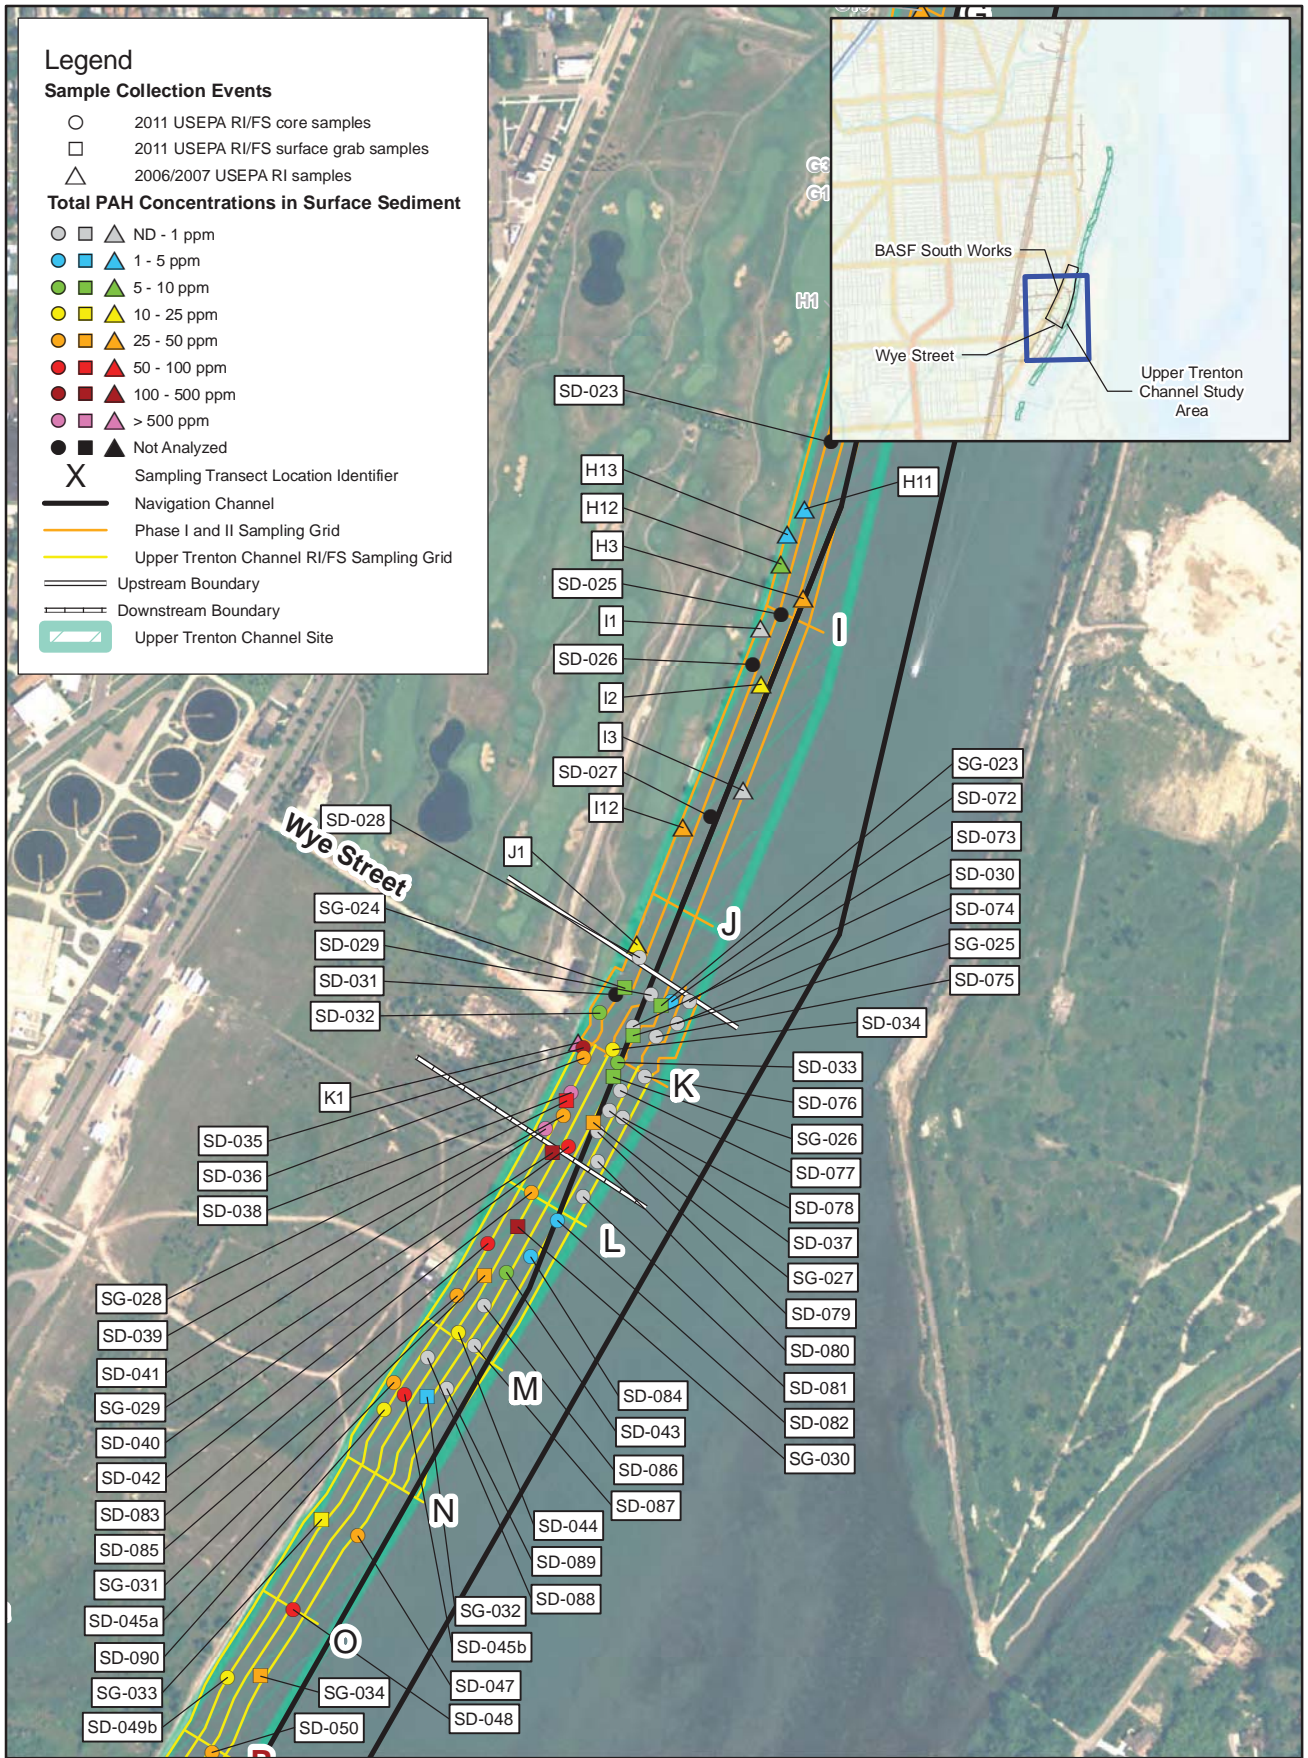 Legend
Sample Collection Events
2011 USEPA RI/FS core samples
2011 USEPA RI/FS surface grab samples
2006/2007 USEPA RI samples
Total PAH Concentrations in Surface Sediment
ND - 1 ppm
1 - 5 ppm
5 - 10 ppm
10 - 25 ppm
25 - 50 ppm
50 - 100 ppm
100 - 500 ppm
> 500 ppm
Not Analyzed
X Sampling Transect Location Identifier
Navigation Channel
Phase I and II Sampling Grid
Upper Trenton Channel RI/FS Sampling Grid
Upstream Boundary
Downstream Boundary
Upper Trenton Channel Site
G
G3
G1
H1
BASF South Works
Wye Street
Upper Trenton
Channel Study
Area
SD-023
H13
H11
H12
H3
SD-025
I1
I
SD-026
I2
I3
SD-027
I12
SG-023
SD-072
SD-073
SD-030
SD-074
SG-025
SD-075
SD-028
Wye Street
J1
J
SG-024
SD-029
SD-031
SD-032
SD-034
SD-033
K
SD-076
K1
SG-026
SD-035
SD-077
SD-036
SD-078
SD-038
SD-037
L
SG-027
SG-028
SD-079
SD-039
SD-080
SD-041
SD-081
M
SD-084
SG-029
SD-082
SD-040
SD-043
SG-030
SD-042
SD-086
SD-087
SD-083
N
SD-044
SD-085
SD-089
SG-031
SD-088
SD-045a
SG-032
SD-090
O
SD-045b
SG-033
SG-034
SD-047
SD-049b
SD-050
SD-048
P